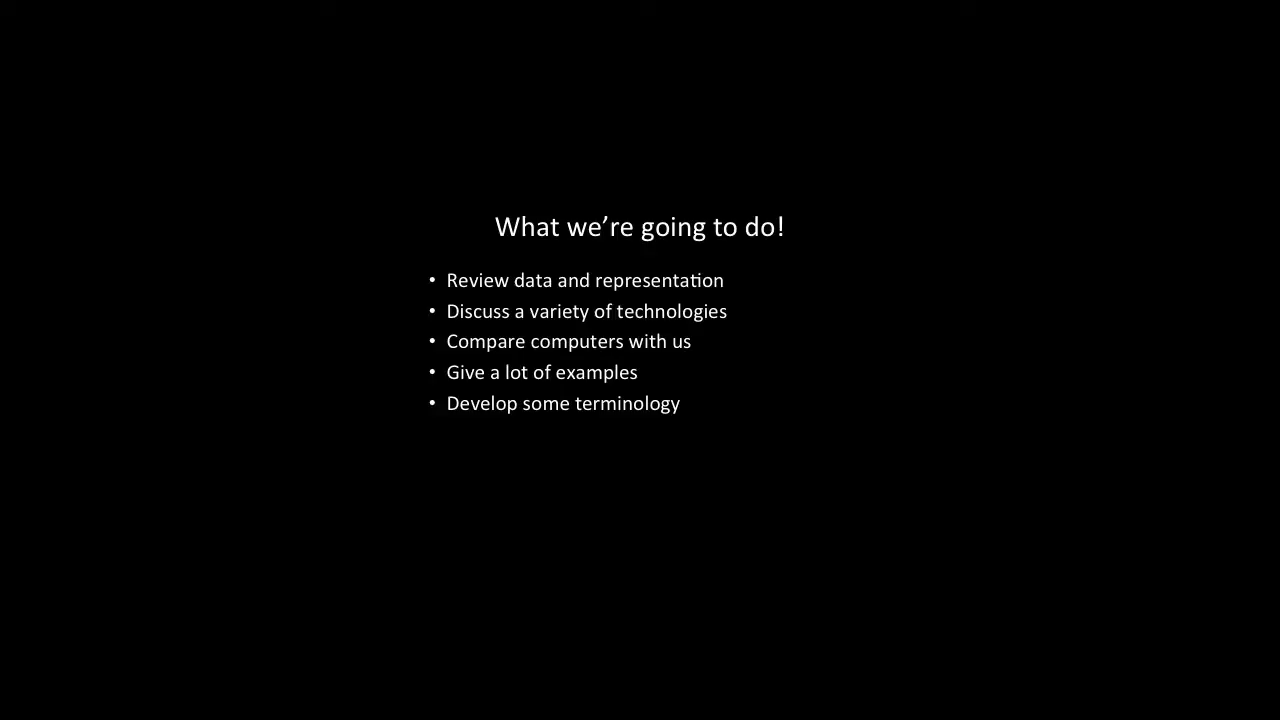 What we’re going to do!
• Review data and representation
• Discuss a variety of technologies
• Compare computers with us
• Give a lot of examples
• Develop some terminology